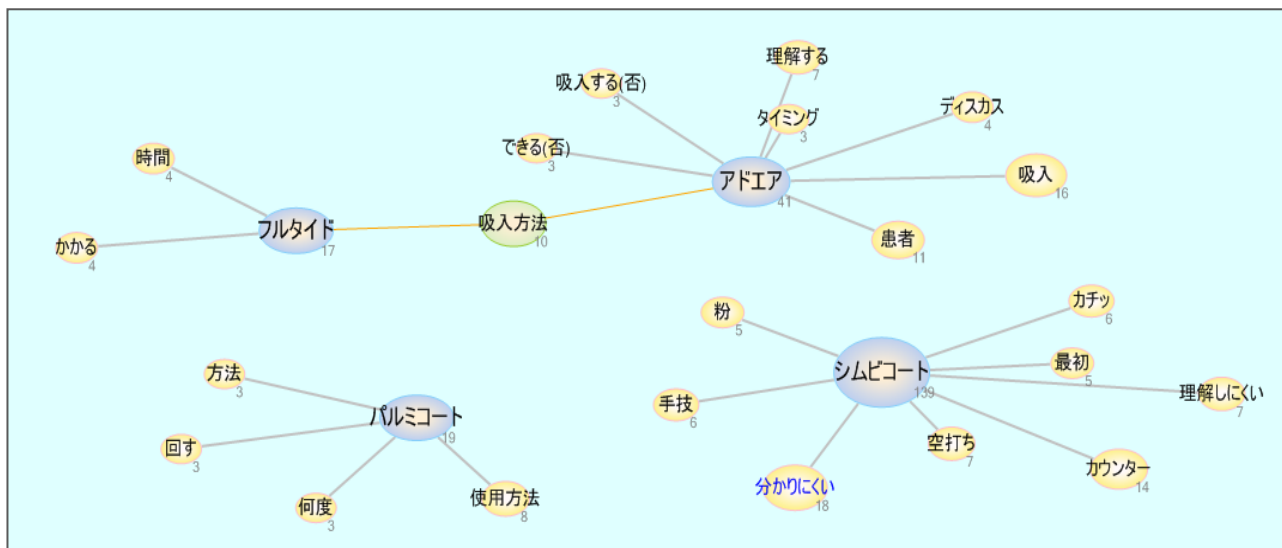 理解する
7
吸入する(否)
3
ディスカス
4
タイミング
3
できる(否)
3
時間
4
アドエア
41
吸入
16
フルタイド
17
吸入方法
10
患者
11
かかる
4
粉
5
カチッ
6
方法
3
シムビコート
139
最初
5
理解しにくい
7
手技
6
パルミコート
19
回す
3
空打ち
7
カウンター
14
分かりにくい
18
何度
3
使用方法
8